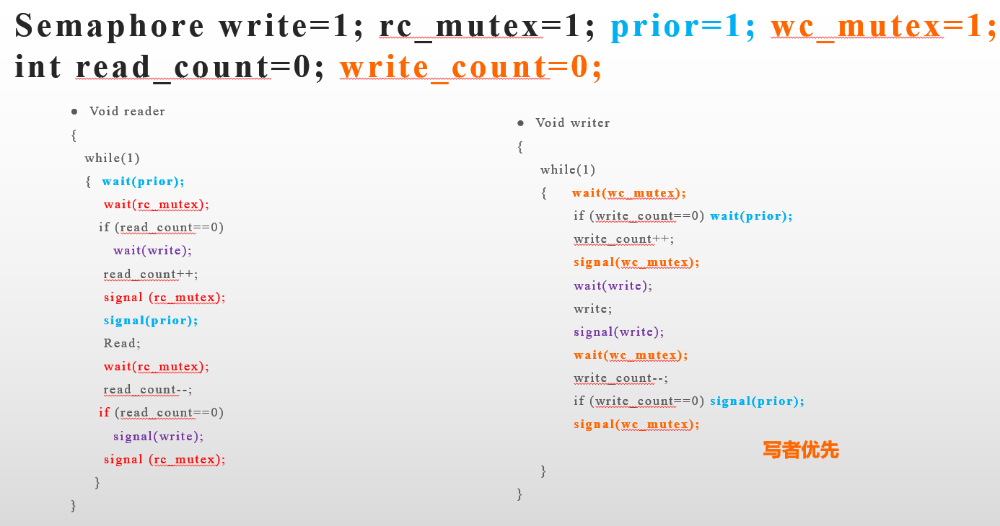 Semaphore write=1; rc_mutex=1; prior=1; wc_mutex=1;
int read_count=0; write_count=0;
● Void reader
{
while(1)
{ wait(prior);
wait(rc_mutex);
if (read_count==0)
wait(write);
read_count++;
signal (rc_mutex);
signal(prior);
Read;
wait(rc_mutex);
read_count--;
if (read_count==0)
signal(write);
signal (rc_mutex);
}
}
● Void writer
{
while(1)
{ wait(wc_mutex);
if (write_count==0) wait(prior);
write_count++;
signal(wc_mutex);
wait(write);
write;
signal(write);
wait(wc_mutex);
write_count--;
if (write_count==0) signal(prior);
signal(wc_mutex);
写者优先
}
}